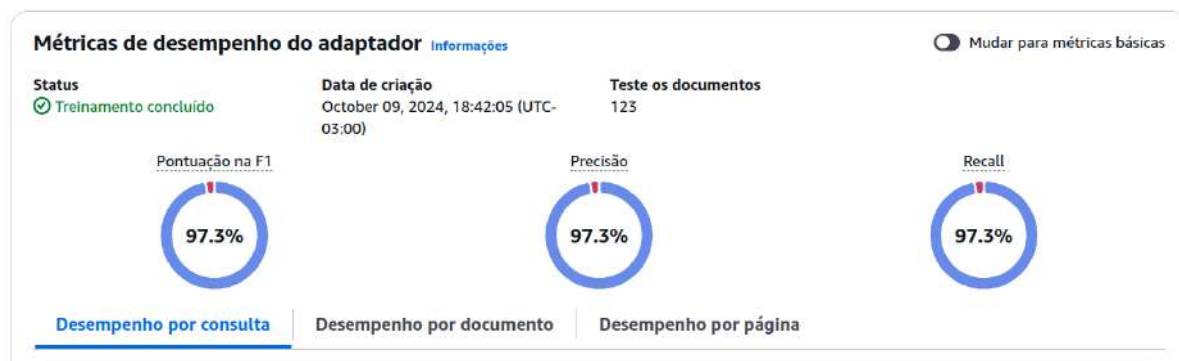 Métricas de desempenho do adaptador Informações
Mudar para métricas básicas
Status
Treinamento concluído
Data de criação
October 09, 2024, 18:42:05 (UTC-
03:00)
Teste os documentos
123
Pontuação na F1
97.3%
Precisão
97.3%
Recall
97.3%
Desempenho por consulta
Desempenho por documento
Desempenho por página